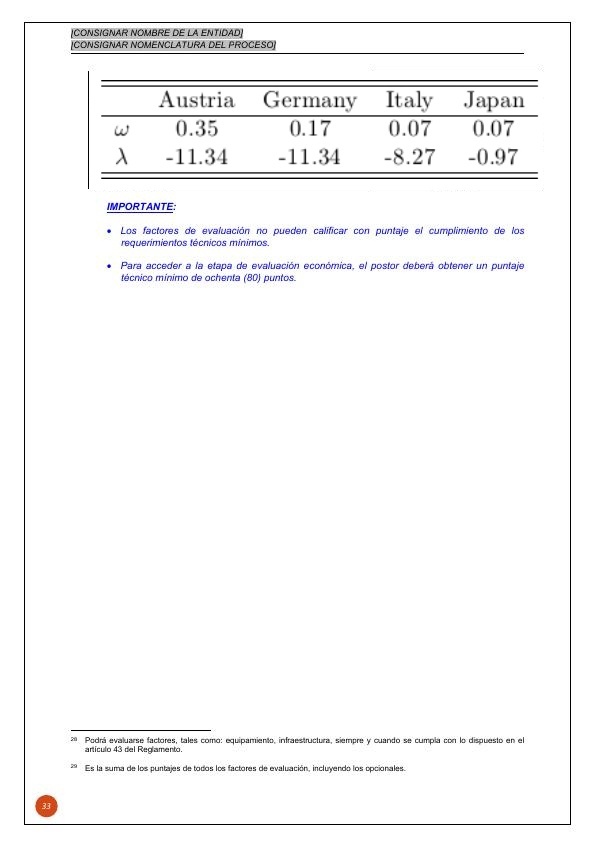 [CONSIGNAR NOMBRE DE LA ENTIDAD]
[CONSIGNAR NOMENCLATURA DEL PROCESO]
Austria Germany Italy Japan
ω 0.35 0.17 0.07 0.07
λ -11.34 -11.34 -8.27 -0.97
IMPORTANTE:
• Los factores de evaluación no pueden calificar con puntaje el cumplimiento de los
requerimientos técnicos mínimos.
• Para acceder a la etapa de evaluación económica, el postor deberá obtener un puntaje
técnico mínimo de ochenta (80) puntos.
28 Podrá evaluarse factores, tales como: equipamiento, infraestructura, siempre y cuando se cumpla con lo dispuesto en el
artículo 43 del Reglamento.
29 Es la suma de los puntajes de todos los factores de evaluación, incluyendo los opcionales.
33